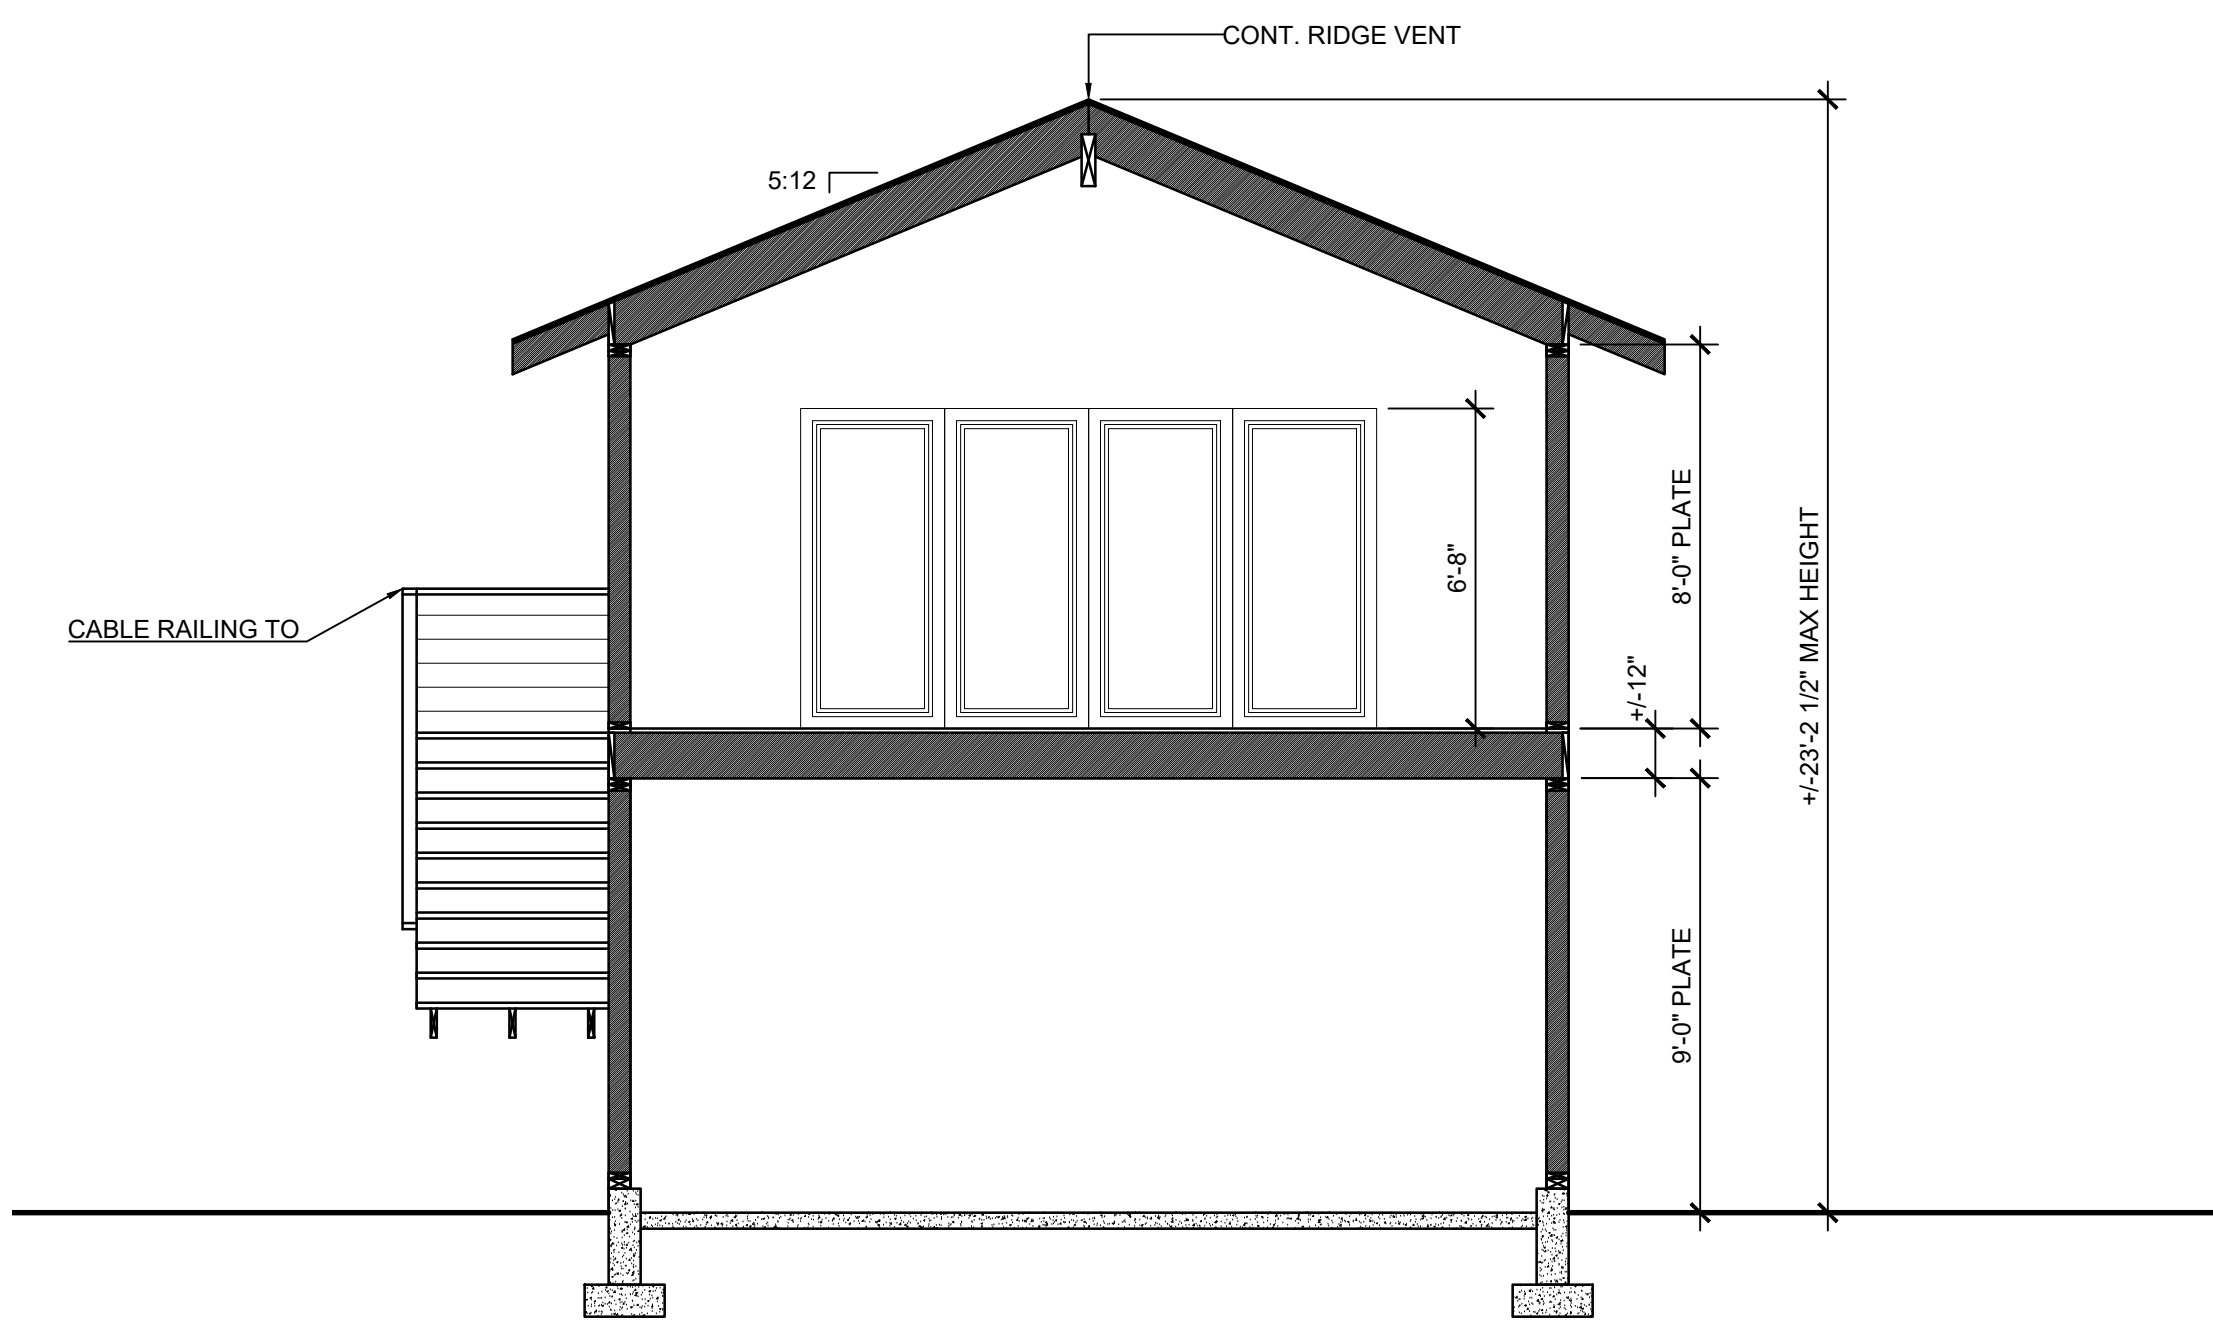 CONT. RIDGE VENT
5:12
8'-0" PLATE
6'-8"
+/-23'-2 1/2" MAX HEIGHT
CABLE RAILING TO
+/-12"
9'-0" PLATE